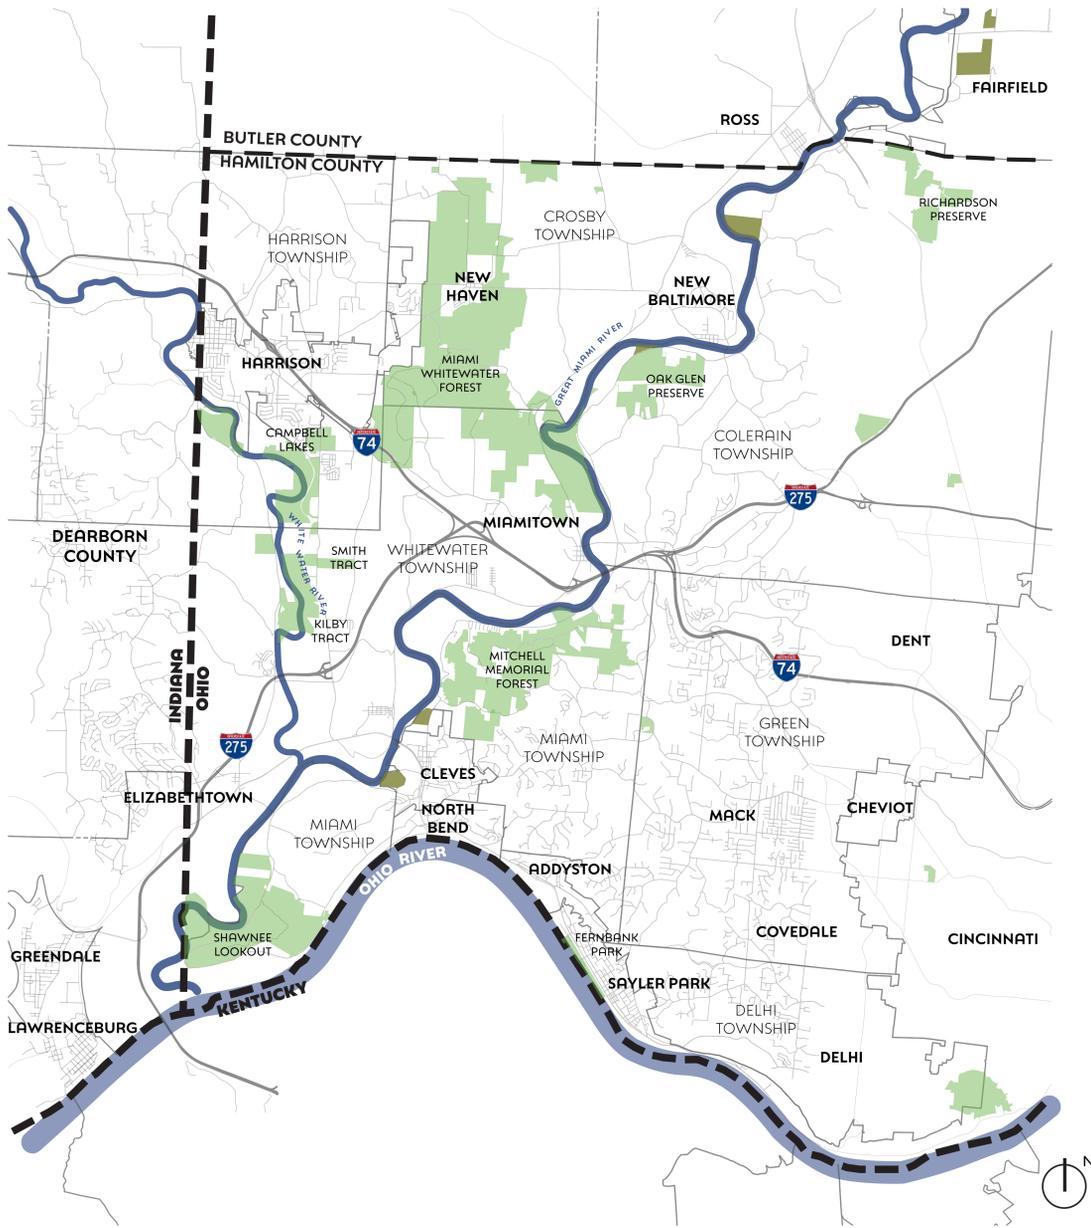 FAIRFIELD
ROSS
BUTLER COUNTY
HAMILTON COUNTY
RICHARDSON
PRESERVE
CROSBY
TOWNSHIP
HARRISON
TOWNSHIP
NEW
HAVEN
NEW
BALTIMORE
GREAT MIAMI RIVER
HARRISON
MIAMI
WHITEWATER
FOREST
OAK GLEN
PRESERVE
CAMPBELL
LAKES
INTERSTATE
74
COLERAIN
TOWNSHIP
INTERSTATE
275
MIAMITOWN
DEARBORN
COUNTY
WHITE WATER RIVER
SMITH
TRACT
WHITEWATER
TOWNSHIP
KILBY
TRACT
DENT
MITCHELL
MEMORIAL
FOREST
INTERSTATE
74
INDIANA
OHIO
GREEN
TOWNSHIP
INTERSTATE
275
MIAMI
TOWNSHIP
CLEVES
ELIZABETHTOWN
NORTH
BEND
MACK
CHEVIOT
MIAMI
TOWNSHIP
OHIO RIVER
ADDYSTON
SHAWNEE
LOOKOUT
FERNBANK
PARK
COVEDALE
CINCINNATI
GREENDALE
SAYLER PARK
KENTUCKY
LAWRENCEBURG
DELHI
TOWNSHIP
DELHI
N